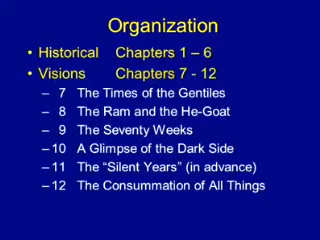 Organization
• Historical Chapters 1 – 6
• Visions Chapters 7 - 12
– 7 The Times of the Gentiles
– 8 The Ram and the He-Goat
– 9 The Seventy Weeks
– 10 A Glimpse of the Dark Side
– 11 The “Silent Years” (in advance)
– 12 The Consummation of All Things